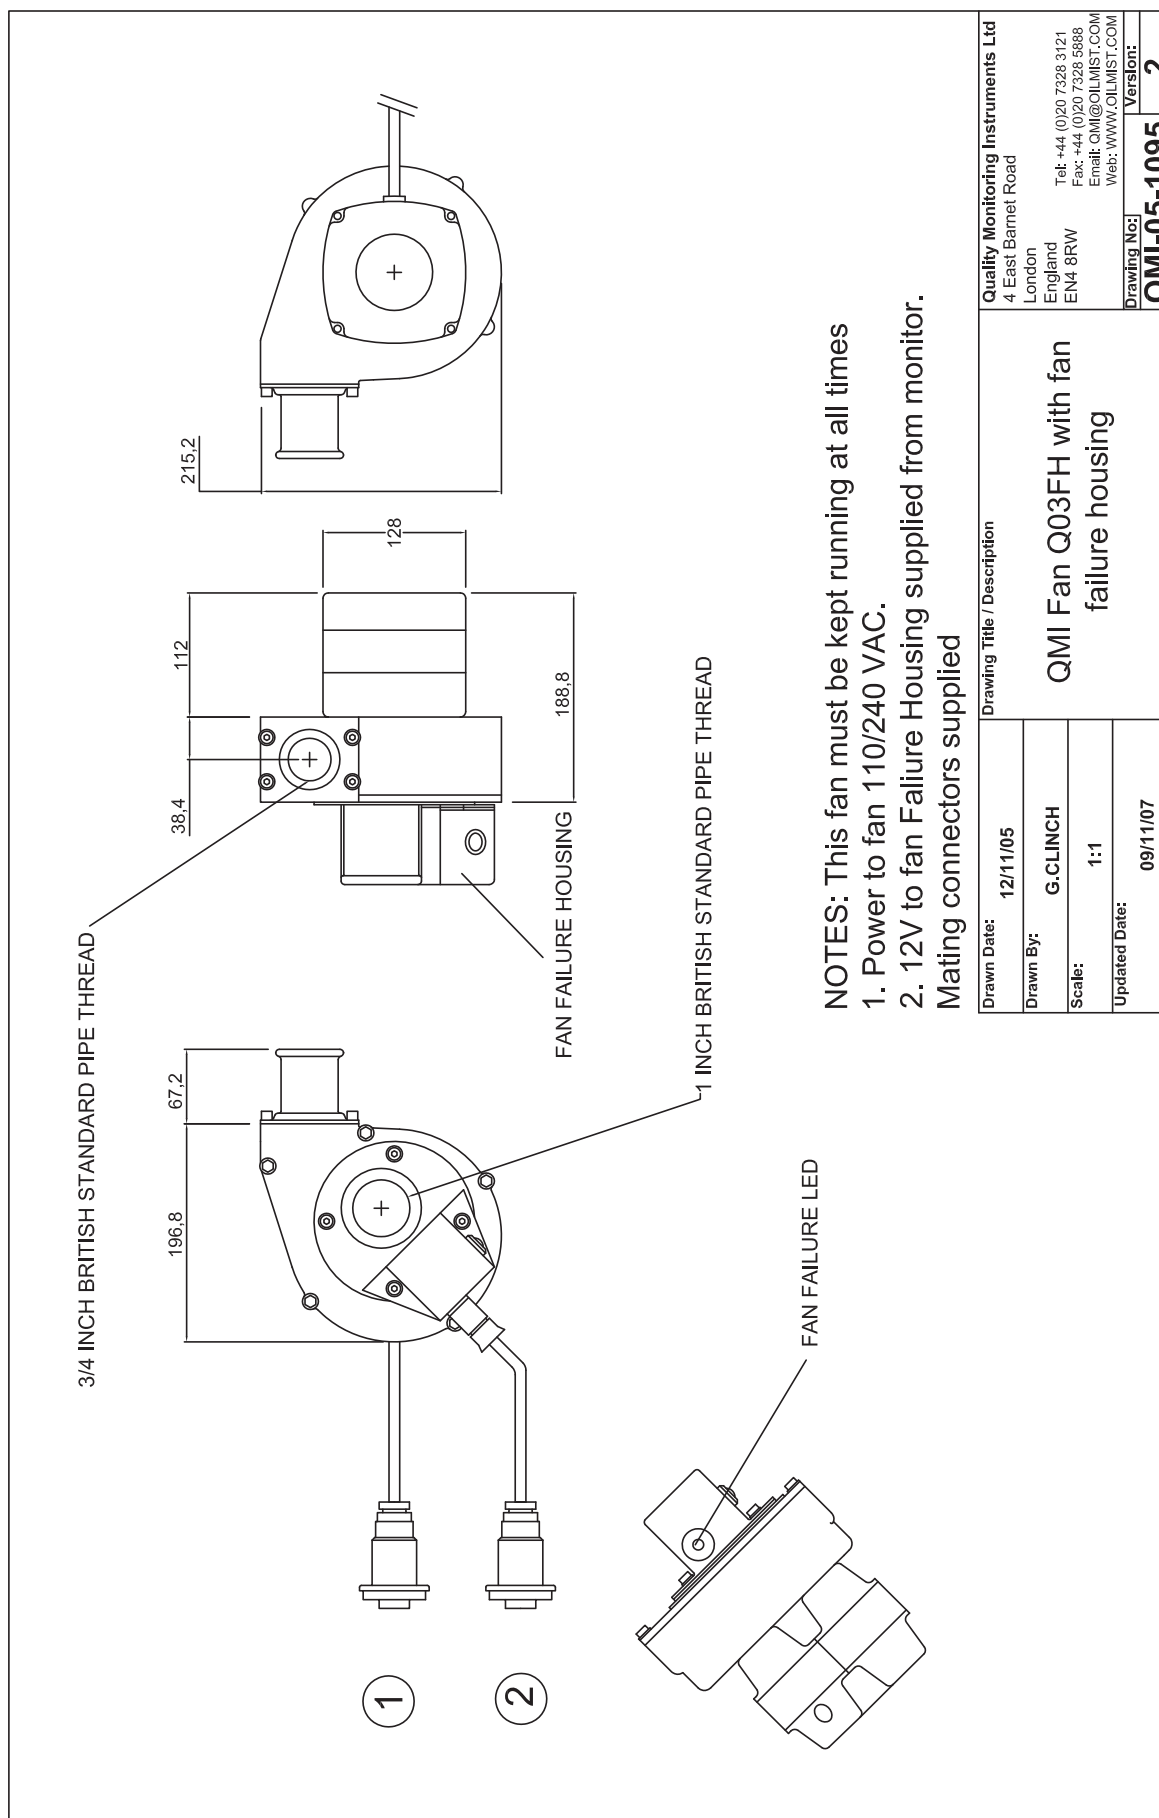 3/4 INCH BRITISH STANDARD PIPE THREAD
196,8
67,2
38,4
112
215,2
128
188,8
FAN FAILURE HOUSING
1 INCH BRITISH STANDARD PIPE THREAD
FAN FAILURE LED
1
2
NOTES: This fan must be kept running at all times
1. Power to fan 110/240 VAC.
2. 12V to fan Faliure Housing supplied from monitor.
Mating connectors supplied
Drawn Date:
12/11/05
Drawn By:
G.CLINCH
Scale:
1:1
Updated Date:
09/11/07
Drawing Title / Description
QMI Fan Q03FH with fan
failure housing
Quality Monitoring Instruments Ltd
4 East Barnet Road
London
England
EN4 8RW
Tel: +44 (0)20 7328 3121
Fax: +44 (0)20 7328 5888
Email: QMI@OILMIST.COM
Web: WWW.OILMIST.COM
Drawing No:
QMI-05-1095
Version:
2